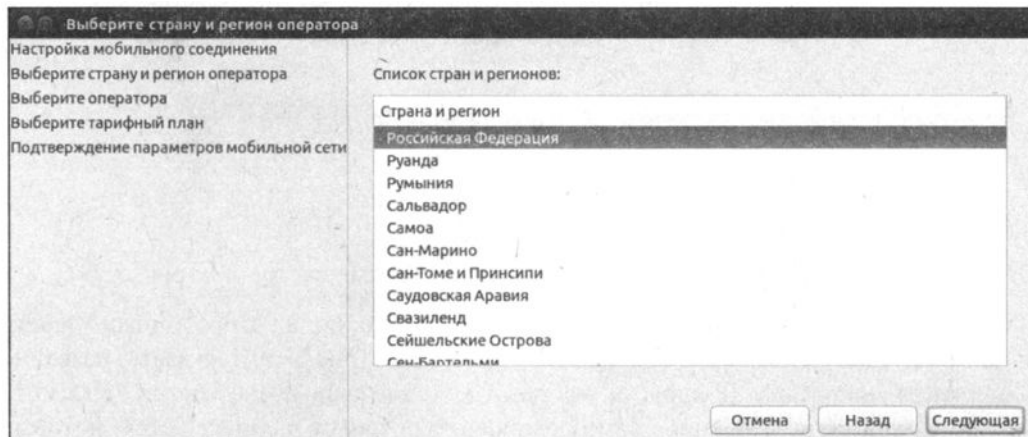 Выберите страну и регион оператора
Настройка мобильного соединения
Выберите страну и регион оператора
Выберите оператора
Выберите тарифный план
Подтверждение параметров мобильной сети
Список стран и регионов:
Страна и регион
Российская Федерация
Руанда
Румыния
Сальвадор
Самоа
Сан-Марино
Сан-Томе и Принсипи
Саудовская Аравия
Свазиленд
Сейшельские Острова
Сен-Бартельми
Отмена
Назад
Следующая